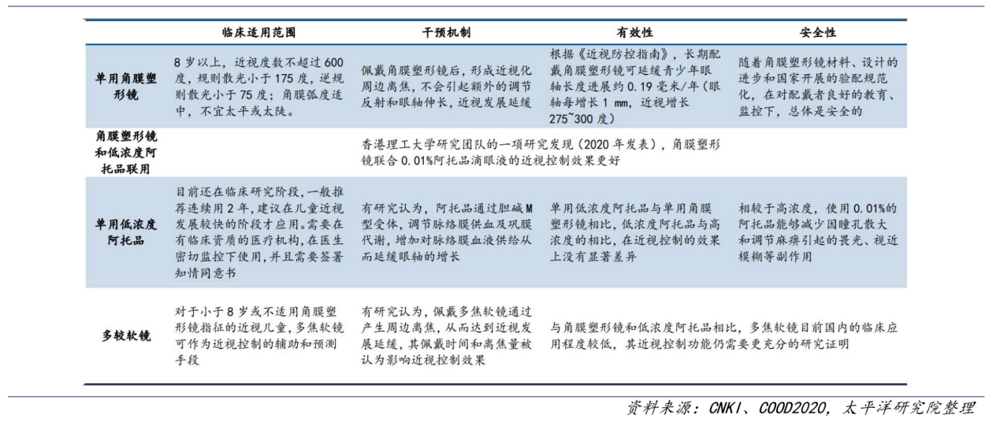 临床适用范围 干预机制 有效性 安全性
单用角膜塑
形镜
8 岁以上，近视度数不超过 600
度，规则散光小于 175 度，逆规
则散光小于 75 度；角膜弧度适
中，不宜太平或太陡。
佩戴角膜塑形镜后，形成近视化
周边离焦，不会引起额外的调节
反射和眼轴伸长，近视发展延缓
根据《近视防控指南》，长期配
戴角膜塑形镜可延缓青少年眼
轴长度进展约 0.19 毫米/年（眼
轴每增长 1 mm，近视增长
275~300 度）
随着角膜塑形镜材料、设计的
进步和国家开展的验配规范
化，在对配戴者良好的教育、
监控下，总体是安全的
角膜塑形镜
和低浓度阿
托品联用
香港理工大学研究团队的一项研究发现（2020 年发表），角膜塑形
镜联合 0.01%阿托品滴眼液的近视控制效果更好
单用低浓度
阿托品
目前还在临床研究阶段，一般推
荐连续用 2 年，建议在儿童近视
发展较快的阶段才应用。需要在
有临床资质的医疗机构，在医生
密切监控下使用，并且需要签署
知情同意书
有研究认为，阿托品通过胆碱 M
型受体，调节脉络膜供血及巩膜
代谢，增加对脉络膜血液供给从
而延缓眼轴的增长
单用低浓度阿托品与单用角膜
塑形镜相比，低浓度阿托品与高
浓度的相比，在近视控制的效果
上没有显著差异
相较于高浓度，使用 0.01%的
阿托品能够减少因瞳孔散大
和调节麻痹引起的畏光、视近
模糊等副作用
多较软镜
对于小于 8 岁或不适用角膜塑
形镜指征的近视儿童，多焦软镜
可作为近视控制的辅助和预测
手段
有研究认为，佩戴多焦软镜通过
产生周边离焦，从而达到近视发
展延缓，其佩戴时间和离焦量被
认为影响近视控制效果
与角膜塑形镜和低浓度阿托品相比，多焦软镜目前国内的临床应
用程度较低，其近视控制功能仍需要更充分的研究证明
资料来源：CNKI、COOD2020，太平洋研究院整理